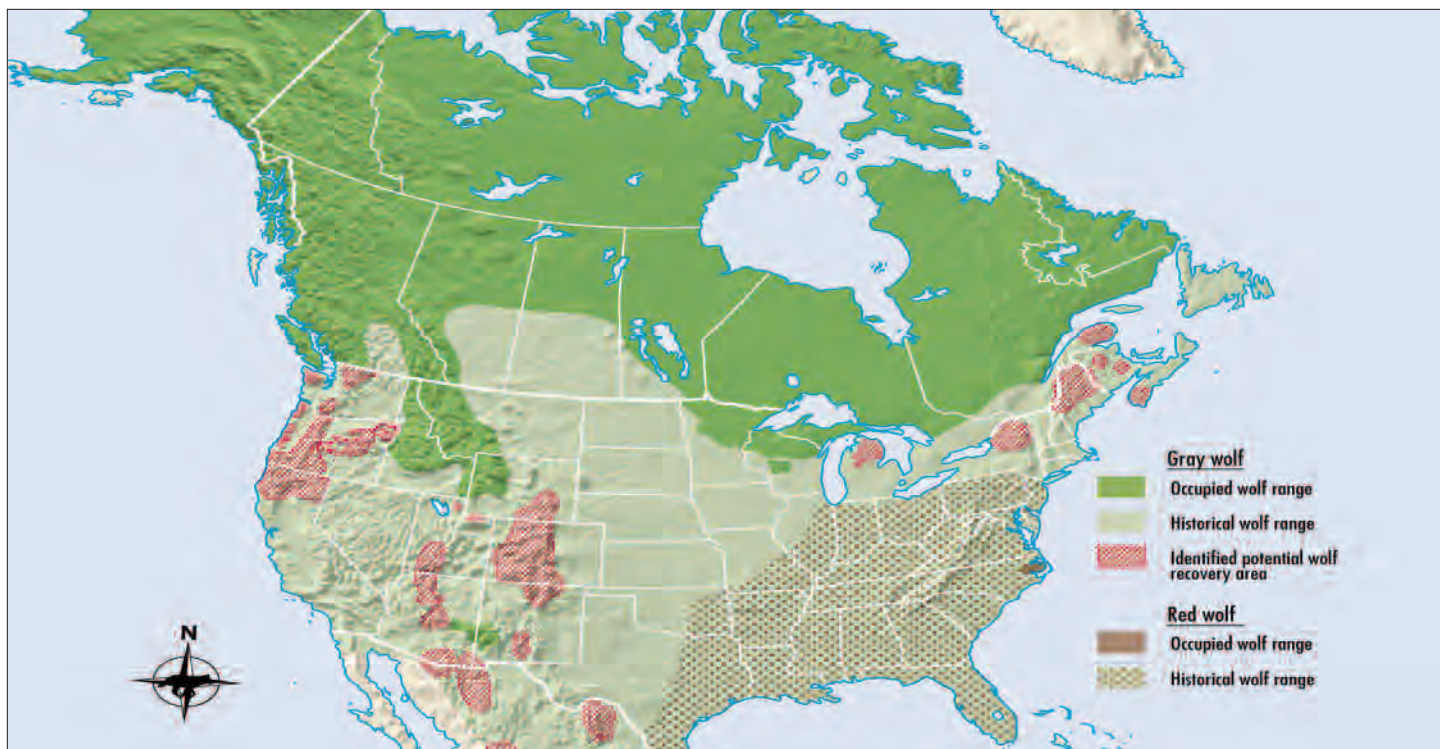 Gray wolf
Occupied wolf range
Historical wolf range
Identified potential wolf
recovery area
Red wolf
Occupied wolf range
Historical wolf range
N